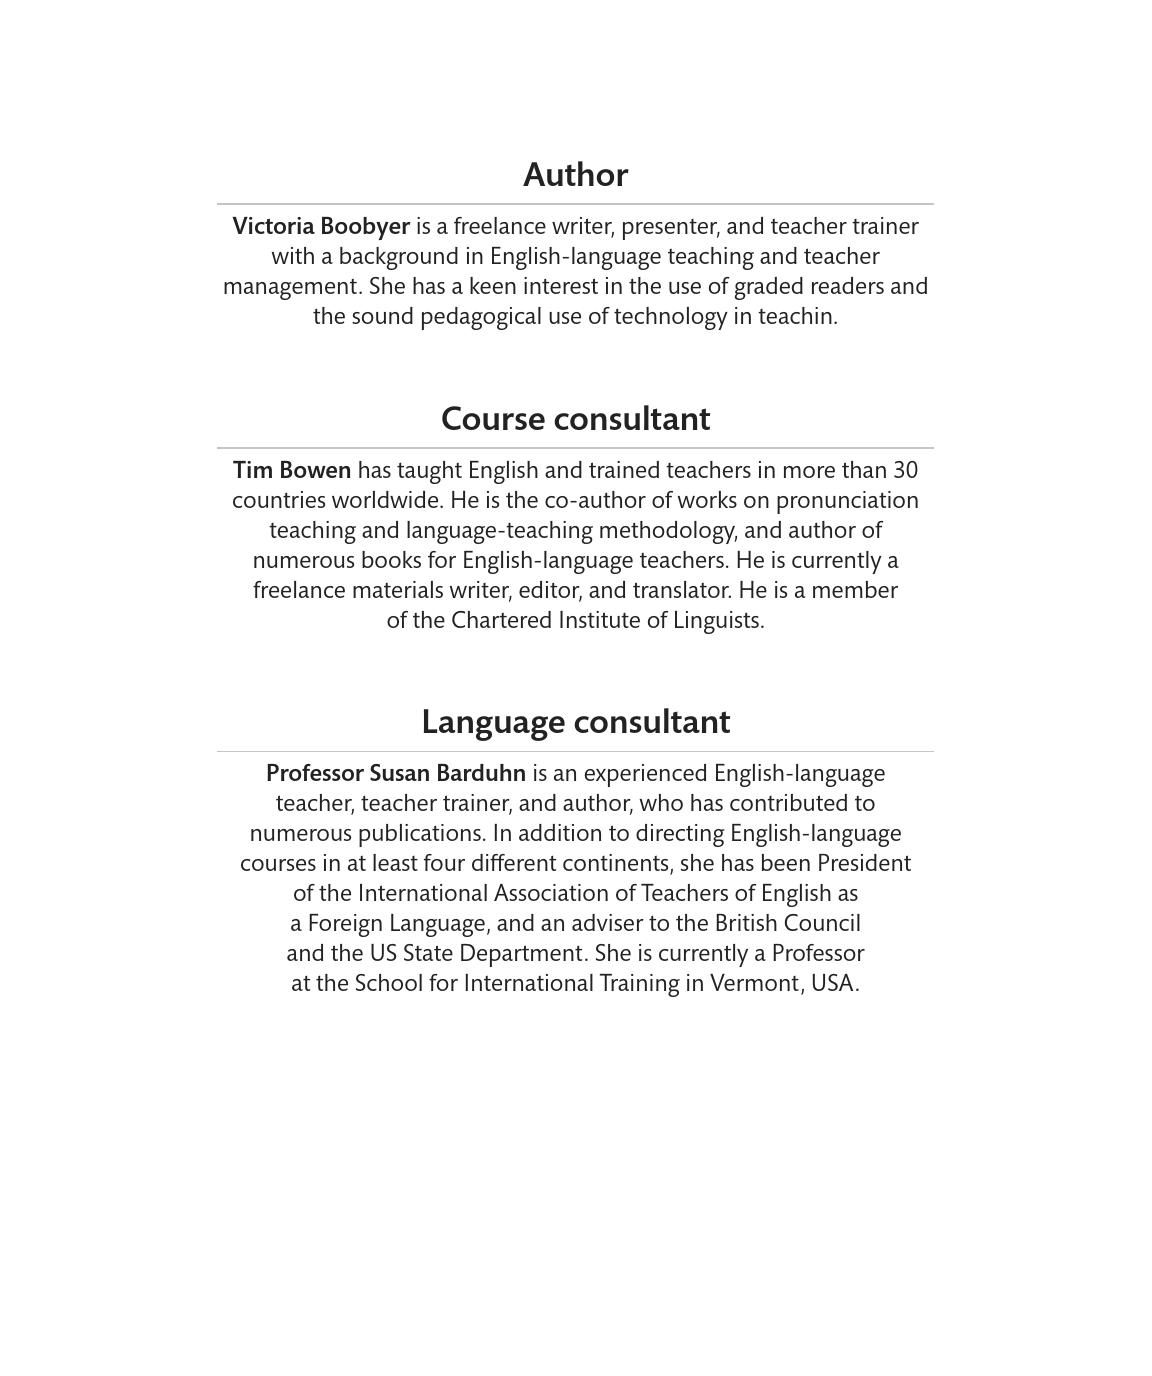 Author
Victoria Boobyer is a freelance writer, presenter, and teacher trainer
with a background in English-language teaching and teacher
management. She has a keen interest in the use of graded readers and
the sound pedagogical use of technology in teachin.
Course consultant
Tim Bowen has taught English and trained teachers in more than 30
countries worldwide. He is the co-author of works on pronunciation
teaching and language-teaching methodology, and author of
numerous books for English-language teachers. He is currently a
freelance materials writer, editor, and translator. He is a member
of the Chartered Institute of Linguists.
Language consultant
Professor Susan Barduhn is an experienced English-language
teacher, teacher trainer, and author, who has contributed to
numerous publications. In addition to directing English-language
courses in at least four different continents, she has been President
of the International Association of Teachers of English as
a Foreign Language, and an adviser to the British Council
and the US State Department. She is currently a Professor
at the School for International Training in Vermont, USA.